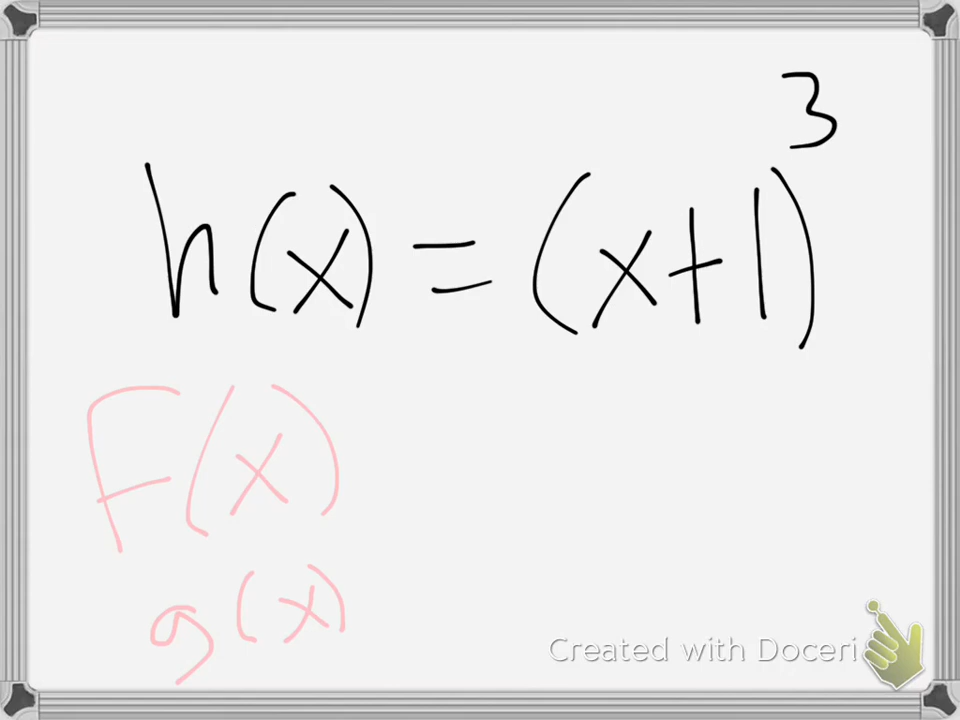 h(x) = (x+1)³
F(x)
g(x)
Created with Doceri